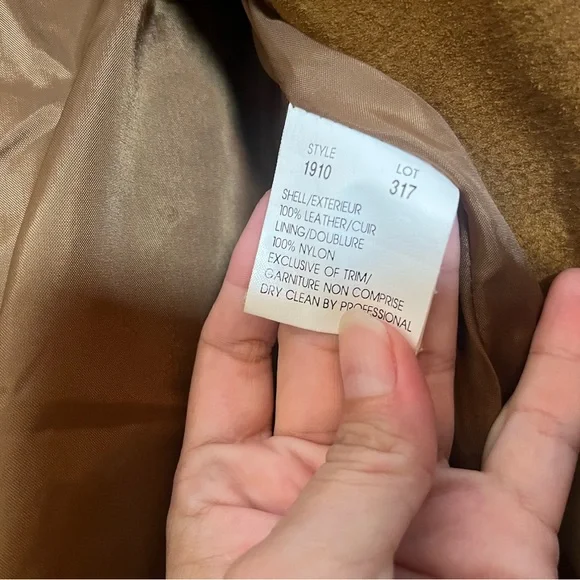 STYLE LOT
1910 317
SHELL/EXTERIEUR
100% LEATHER/CUIR
LINING/DOUBLURE
100% NYLON
EXCLUSIVE OF TRIM/
GARNITURE NON COMPRISE
DRY CLEAN BY PROFESSIONAL